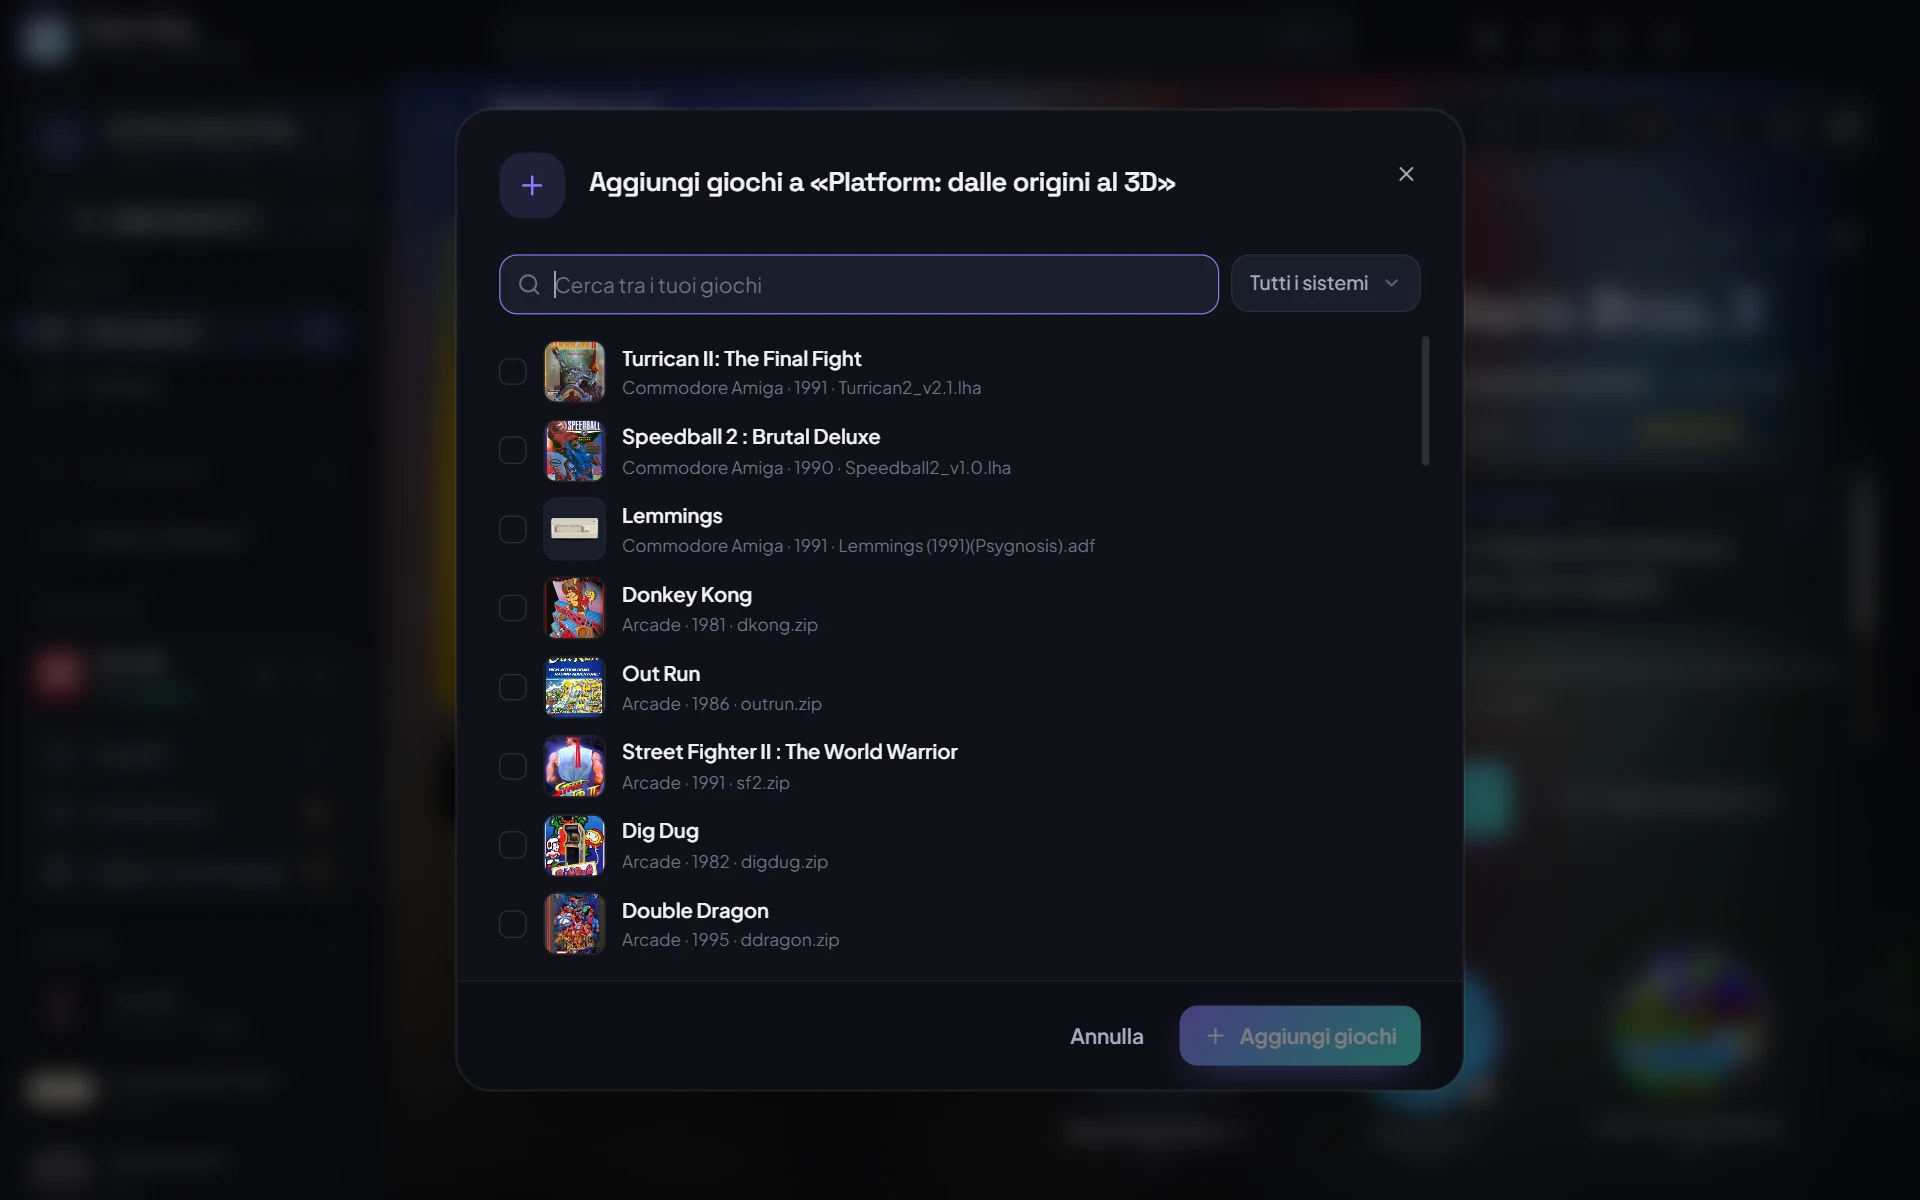 Aggiungi giochi a «Platform: dalle origini al 3D»
Cerca tra i tuoi giochi
Tutti i sistemi
Turrican II: The Final Fight
Commodore Amiga · 1991 · Turrican2_v2.1.lha
SPEEDBALL
Speedball 2 : Brutal Deluxe
Commodore Amiga · 1990 · Speedball2_v1.0.lha
Lemmings
Commodore Amiga · 1991 · Lemmings (1991)(Psygnosis).adf
Donkey Kong
Arcade · 1981 · dkong.zip
Out Run
Arcade · 1986 · outrun.zip
Street Fighter II : The World Warrior
Arcade · 1991 · sf2.zip
Dig Dug
Arcade · 1982 · digdug.zip
Double Dragon
Arcade · 1995 · ddragon.zip
Annulla
Aggiungi giochi